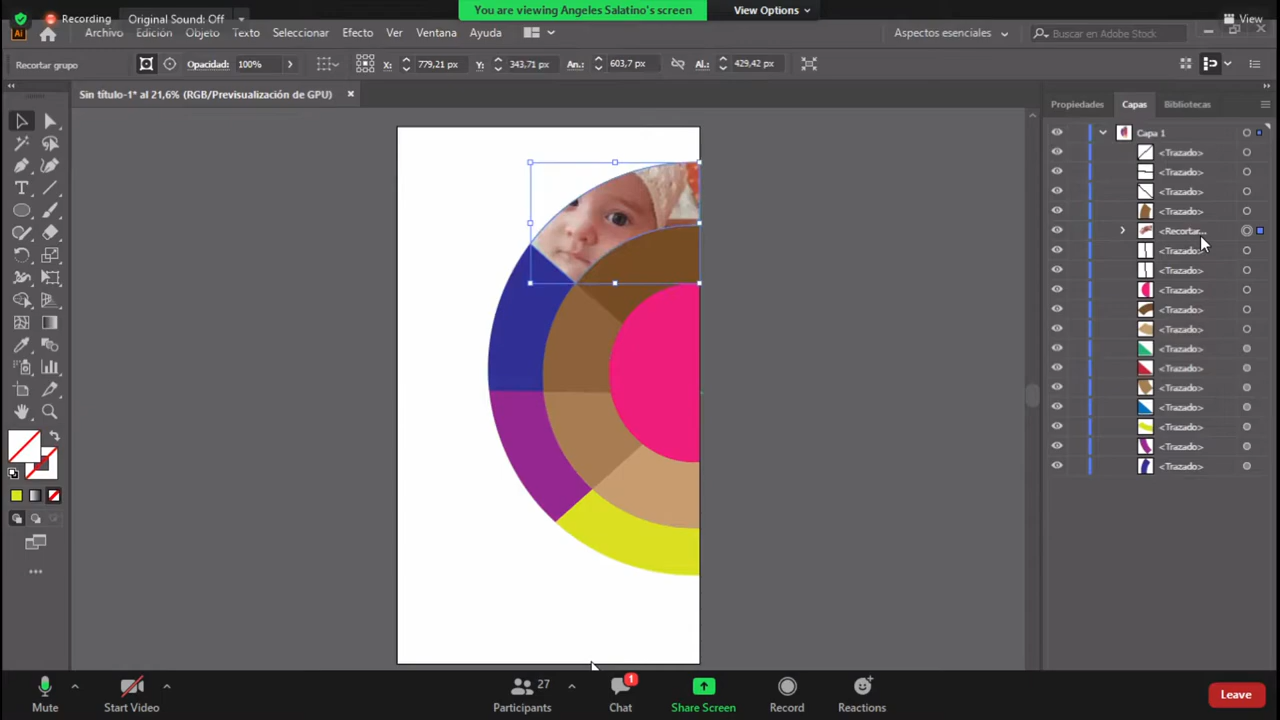 You are viewing Angeles Salatino's screen
View Options
Recording
Original Sound: Off
View
Ai
Archivo Edición Objeto Texto Seleccionar Efecto Ver Ventana Ayuda
Aspectos esenciales
Buscar en Adobe Stock
Recortar grupo
Opacidad: 100%
X: 779,21 px
Y: 343,71 px
An.: 603,7 px
Al.: 429,42 px
Sin título-1* al 21,6% (RGB/Previsualización de GPU)
Propiedades Capas Bibliotecas
Capa 1
<Trazado>
<Trazado>
<Trazado>
<Trazado>
<Recortar...
<Trazado>
<Trazado>
<Trazado>
<Trazado>
<Trazado>
<Trazado>
<Trazado>
<Trazado>
<Trazado>
<Trazado>
<Trazado>
<Trazado>
27
1
Mute
Start Video
Participants
Chat
Share Screen
Record
Reactions
Leave